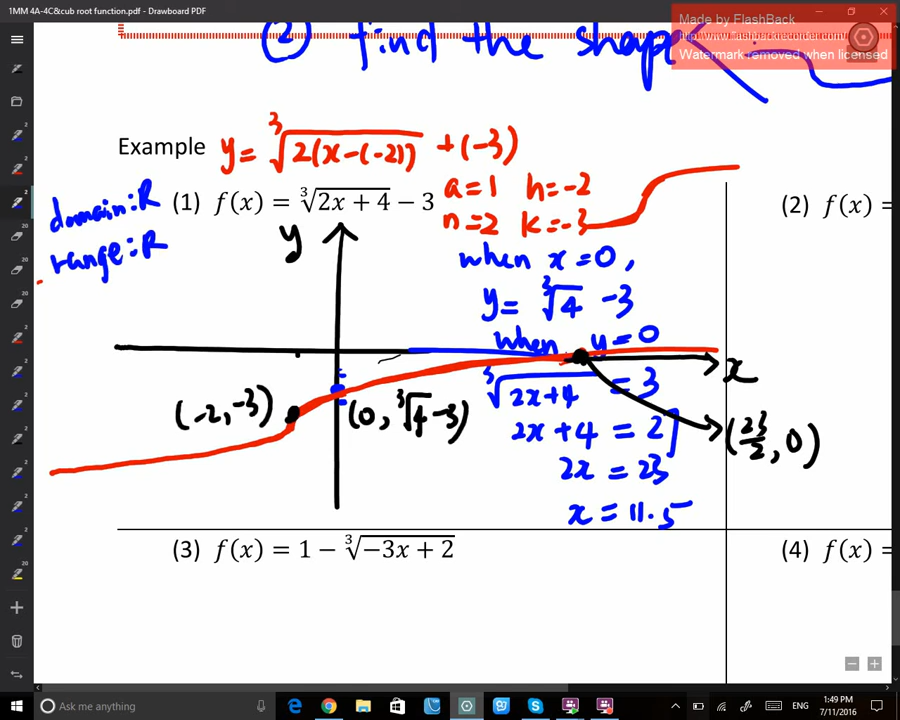 1MM 4A-4C&cub root function.pdf - Drawboard PDF
Made by FlashBack
Watermark removed when licensed
② find the shape
Example y = ∛(2(x-(-2))) + (-3)
a=1 h=-2
n=2 k=-3
domain: R
range: R
(1) f(x) = ∛(2x + 4) − 3
(2) f(x) =
y
when x=0,
y = ∛4 -3
when y=0
∛(2x+4) = 3
2x+4 = 27
2x = 23
x = 11.5
x
(-2,-3)
(0, ∛4-3)
(23/2, 0)
(3) f(x) = 1 − ∛(−3x + 2)
(4) f(x) =
Ask me anything
ENG
1:49 PM
7/11/2016